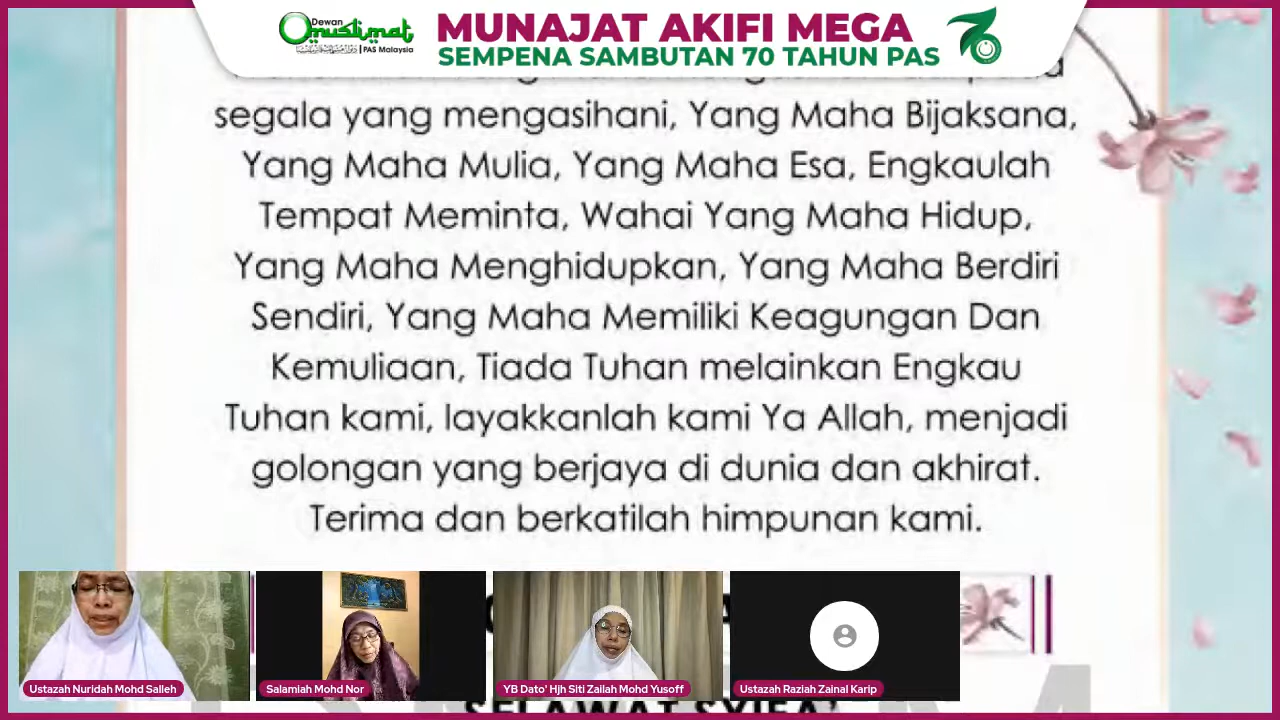 Dewan
muslimat
PAS Malaysia
MUNAJAT AKIFI MEGA
SEMPENA SAMBUTAN 70 TAHUN PAS
segala yang mengasihani, Yang Maha Bijaksana,
Yang Maha Mulia, Yang Maha Esa, Engkaulah
Tempat Meminta, Wahai Yang Maha Hidup,
Yang Maha Menghidupkan, Yang Maha Berdiri
Sendiri, Yang Maha Memiliki Keagungan Dan
Kemuliaan, Tiada Tuhan melainkan Engkau
Tuhan kami, layakkanlah kami Ya Allah, menjadi
golongan yang berjaya di dunia dan akhirat.
Terima dan berkatilah himpunan kami.
Ustazah Nuridah Mohd Salleh
Salamiah Mohd Nor
YB Dato' Hjh Siti Zailah Mohd Yusoff
Ustazah Raziah Zainal Karip
SELAWAT SYIFA'